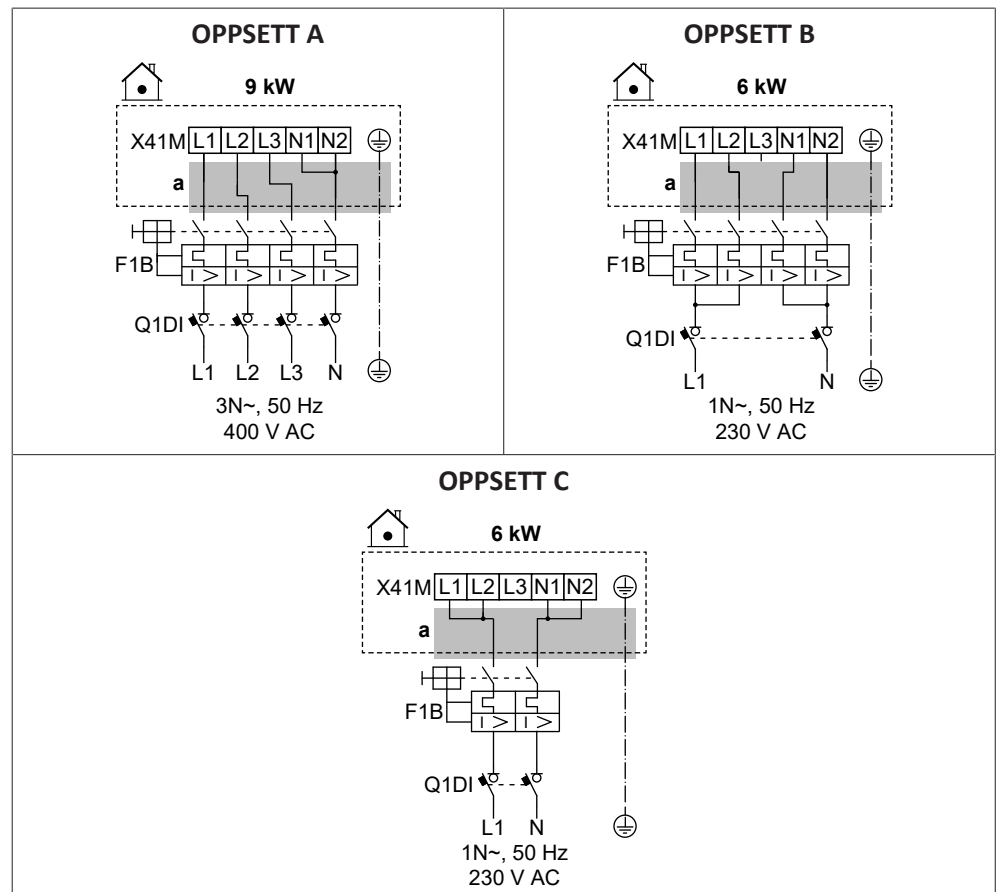 OPPSETT A
9 kW
X41M L1 L2 L3 N1 N2
a
F1B
I > I > I > I >
Q1DI
L1 L2 L3 N
3N~, 50 Hz
400 V AC
OPPSETT B
6 kW
X41M L1 L2 L3 N1 N2
a
F1B
I > I > I > I >
Q1DI
L1 N
1N~, 50 Hz
230 V AC
OPPSETT C
6 kW
X41M L1 L2 L3 N1 N2
a
F1B
I > I >
Q1DI
L1 N
1N~, 50 Hz
230 V AC